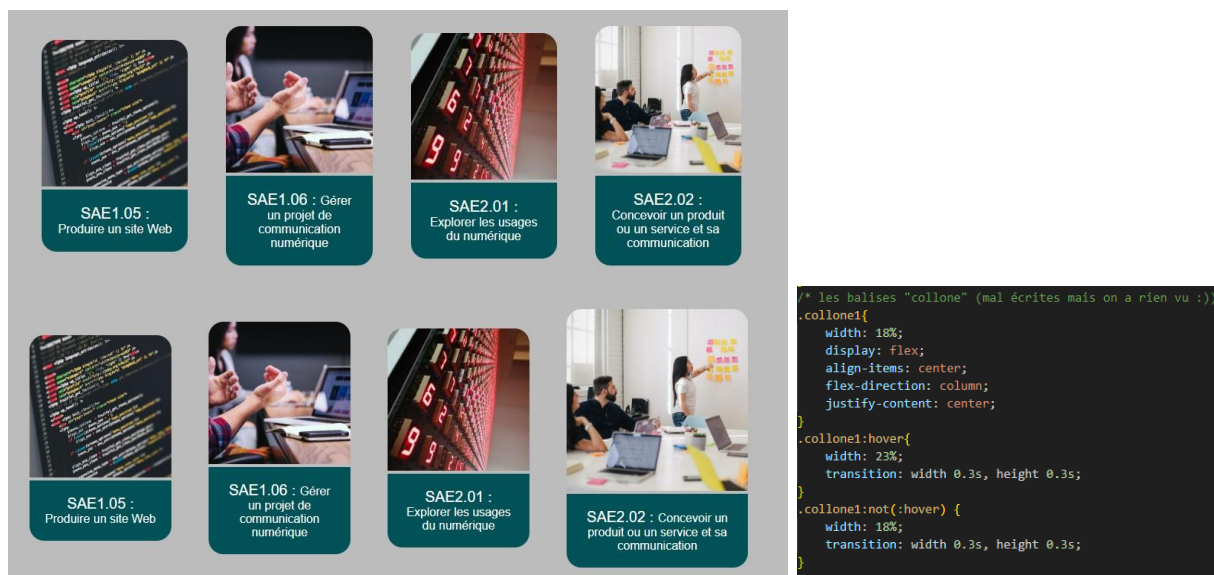 SAE1.05 :
Produire un site Web
SAE1.06 : Gérer
un projet de
communication
numérique
SAE2.01 :
Explorer les usages
du numérique
SAE2.02 :
Concevoir un produit
ou un service et sa
communication
SAE1.05 :
Produire un site Web
SAE1.06 : Gérer
un projet de
communication
numérique
SAE2.01 :
Explorer les usages
du numérique
SAE2.02 : Concevoir un
produit ou un service et sa
communication
/* les balises "collone" (mal écrites mais on a rien vu :))
.collone1{
width: 18%;
display: flex;
align-items: center;
flex-direction: column;
justify-content: center;
}
.collone1:hover{
width: 23%;
transition: width 0.3s, height 0.3s;
}
.collone1:not(:hover) {
width: 18%;
transition: width 0.3s, height 0.3s;
}